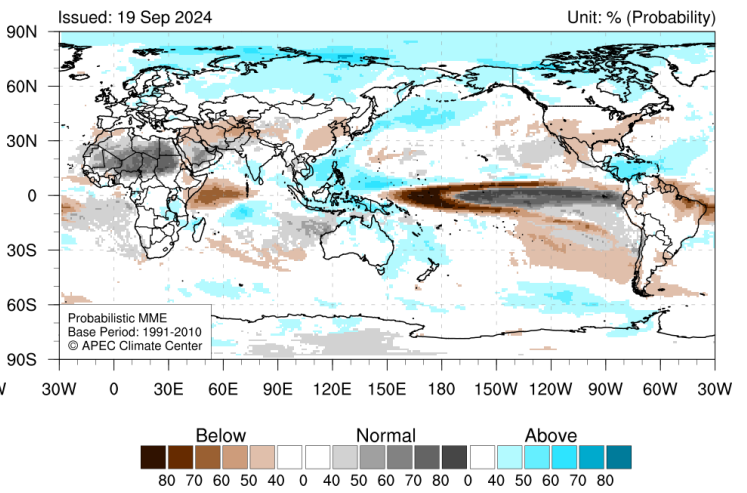 Issued: 19 Sep 2024 Unit: % (Probability)
90N
60N
30N
0
30S
60S
90S
Probabilistic MME
Base Period: 1991-2010
© APEC Climate Center
W 30W 0 30E 60E 90E 120E 150E 180 150W 120W 90W 60W 30W
Below Normal Above
80 70 60 50 40 0 40 50 60 70 80 0 40 50 60 70 80